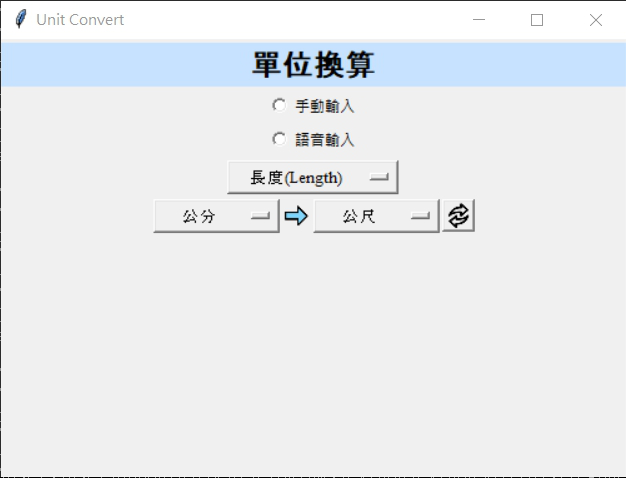 Unit Convert
單位換算
手動輸入
語音輸入
長度(Length)
公分 公尺